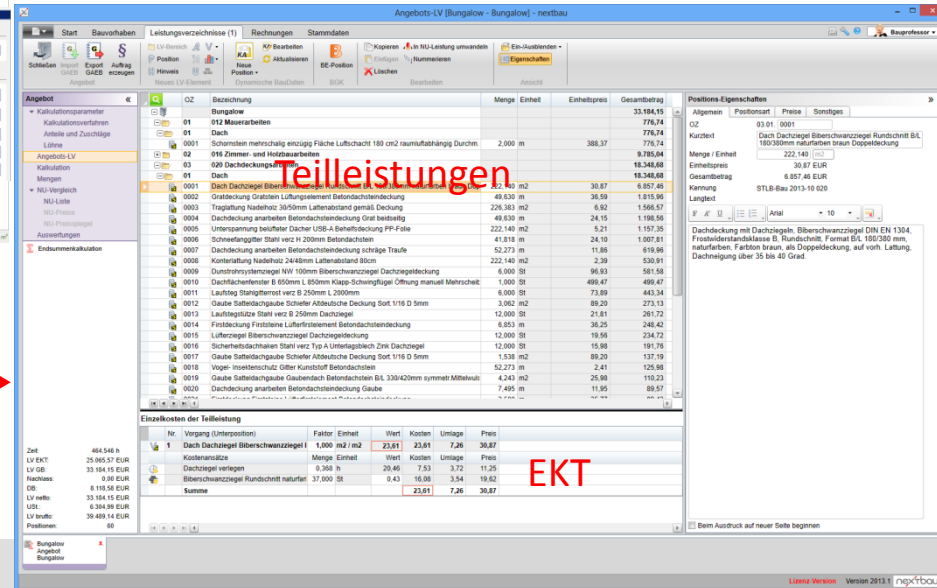 Angebots-LV [Bungalow - Bungalow] - nextbau
Start Bauvorhaben Leistungsverzeichnisse (1) Rechnungen Stammdaten
Bauprofessor
Schließen Import GAEB Export GAEB Auftrag erzeugen
Angebot
LV-Bereich
Position
Hinweis
Neues LV-Element
KA
Neue Position
Bearbeiten
Aktualisieren
Dynamische BauDaten
BE-Position
BGK
Kopieren In NU-Leistung umwandeln
Einfügen Nummerieren
Löschen
Bearbeiten
Ein-/Ausblenden
Eigenschaften
Ansicht
Angebot «
Kalkulationsparameter
Kalkulationsverfahren
Anteile und Zuschläge
Löhne
Angebots-LV
Kalkulation
Mengen
NU-Vergleich
NU-Liste
NU-Preise
NU-Preisspiegel
Auswertungen
Endsummenkalkulation
Zeit: 464,546 h
LV EKT: 25.065,57 EUR
LV GB: 33.184,15 EUR
Nachlass: 0,00 EUR
DB: 8.118,58 EUR
LV netto: 33.184,15 EUR
USt.: 6.304,99 EUR
LV brutto: 39.489,14 EUR
Positionen: 60
OZ Bezeichnung Menge Einheit Einheitspreis Gesamtbetrag
Bungalow 33.184,15
01 012 Mauerarbeiten 776,74
01 Dach 776,74
0001 Schornstein mehrschalig einzügig Fläche Luftschacht 180 cm2 raumluftabhängig Durchm. 2,000 m 388,37 776,74
02 016 Zimmer- und Holzbauarbeiten 9.785,04
03 020 Dachdeckungsarbeiten 18.348,68
01 Dach 18.348,68
Teilleistungen
0001 Dach Dachziegel Biberschwanzziegel Rundschnitt B/L 180/380mm naturfarben braun Dop 222,140 m2 30,87 6.857,46
0002 Gratdeckung Gratstein Lüftungselement Betondachsteindeckung 49,630 m 36,59 1.815,96
0003 Traglattung Nadelholz 30/50mm Lattenabstand gemäß Deckung 226,383 m2 6,92 1.566,57
0004 Dachdeckung anarbeiten Betondachsteindeckung Grat beidseitig 49,630 m 24,15 1.198,56
0005 Unterspannung belüfteter Dächer USB-A Behelfsdeckung PP-Folie 222,140 m2 5,21 1.157,35
0006 Schneefanggitter Stahl verz H 200mm Betondachstein 41,818 m 24,10 1.007,81
0007 Dachdeckung anarbeiten Betondachsteindeckung schräge Traufe 52,273 m 11,86 619,96
0008 Konterlattung Nadelholz 24/48mm Lattenabstand 80cm 222,140 m2 2,39 530,91
0009 Dunstrohrsystemziegel NW 100mm Biberschwanzziegel Dachziegeldeckung 6,000 St 96,93 581,58
0010 Dachflächenfenster B 650mm L 850mm Klapp-Schwingflügel Öffnung manuell Mehrscheib 1,000 St 499,47 499,47
0011 Laufsteg Stahlgitterrost verz B 250mm L 2000mm 6,000 St 73,89 443,34
0012 Gaube Satteldachgaube Schiefer Altdeutsche Deckung Sort.1/16 D 5mm 3,062 m2 89,20 273,13
0013 Laufstegstütze Stahl verz B 250mm Dachziegel 12,000 St 21,81 261,72
0014 Firstdeckung Firststeine Lüfterfirstelement Betondachsteindeckung 6,853 m 36,25 248,42
0015 Lüfterziegel Biberschwanzziegel Dachziegeldeckung 12,000 St 19,56 234,72
0016 Sicherheitsdachhaken Stahl verz Typ A Unterlagsblech Zink Dachziegel 12,000 St 15,98 191,76
0017 Gaube Satteldachgaube Schiefer Altdeutsche Deckung Sort.1/16 D 5mm 1,538 m2 89,20 137,19
0018 Vogel- Insektenschutz Gitter Kunststoff Betondachstein 52,273 m 2,41 125,98
0019 Gaube Satteldachgaube Gaubendach Betondachstein B/L 330/420mm symmetr.Mittelwuls 4,243 m2 25,98 110,23
0020 Dachdeckung anarbeiten Betondachsteindeckung Gaube 7,495 m 11,95 89,57
Einzelkosten der Teilleistung
Nr. Vorgang (Unterposition) Faktor Einheit Wert Kosten Umlage Preis
1 Dach Dachziegel Biberschwanzziegel 1,000 m2 / m2 23,61 23,61 7,26 30,87
Kostenansätze Menge Einheit Wert Kosten Umlage Preis
Dachziegel verlegen 0,368 h 20,46 7,53 3,72 11,25
Biberschwanzziegel Rundschnitt naturfar 37,000 St 0,43 16,08 3,54 19,62
Summe 23,61 7,26 30,87
EKT
Positions-Eigenschaften »
Allgemein Positionsart Preise Sonstiges
OZ 03.01. 0001
Kurztext Dach Dachziegel Biberschwanzziegel Rundschnitt B/L
180/380mm naturfarben braun Doppeldeckung
Menge / Einheit 222,140 m2
Einheitspreis 30,87 EUR
Gesamtbetrag 6.857,46 EUR
Kennung STLB-Bau 2013-10 020
Langtext
F K U Arial 10
Dachdeckung mit Dachziegeln, Biberschwanzziegel DIN EN 1304,
Frostwiderstandsklasse B, Rundschnitt, Format B/L 180/380 mm,
naturfarben, Farbton braun, als Doppeldeckung, auf vorh. Lattung,
Dachneigung über 35 bis 40 Grad.
Beim Ausdruck auf neuer Seite beginnen
Bungalow x
Angebot
Bungalow
Lizenz-Version Version 2013.1 nextbau